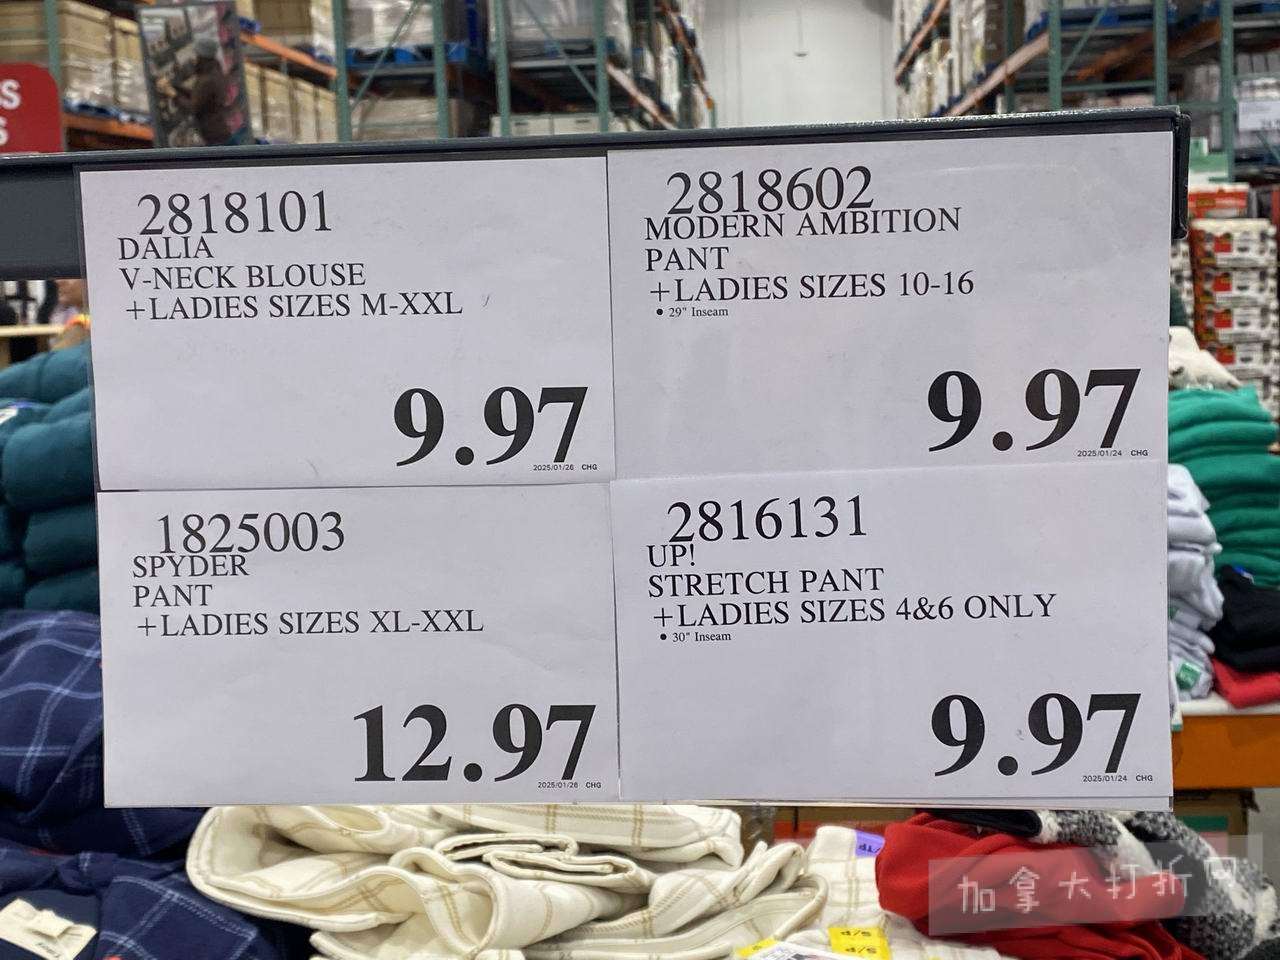 2818101
DALIA
V-NECK BLOUSE
+LADIES SIZES M-XXL
9.97
2025/01/26 CHG
2818602
MODERN AMBITION
PANT
+LADIES SIZES 10-16
• 29" Inseam
9.97
2025/01/24 CHG
1825003
SPYDER
PANT
+LADIES SIZES XL-XXL
12.97
2025/01/26 CHG
2816131
UP!
STRETCH PANT
+LADIES SIZES 4&6 ONLY
• 30" Inseam
9.97
2025/01/24 CHG
S/P
加拿大打折网